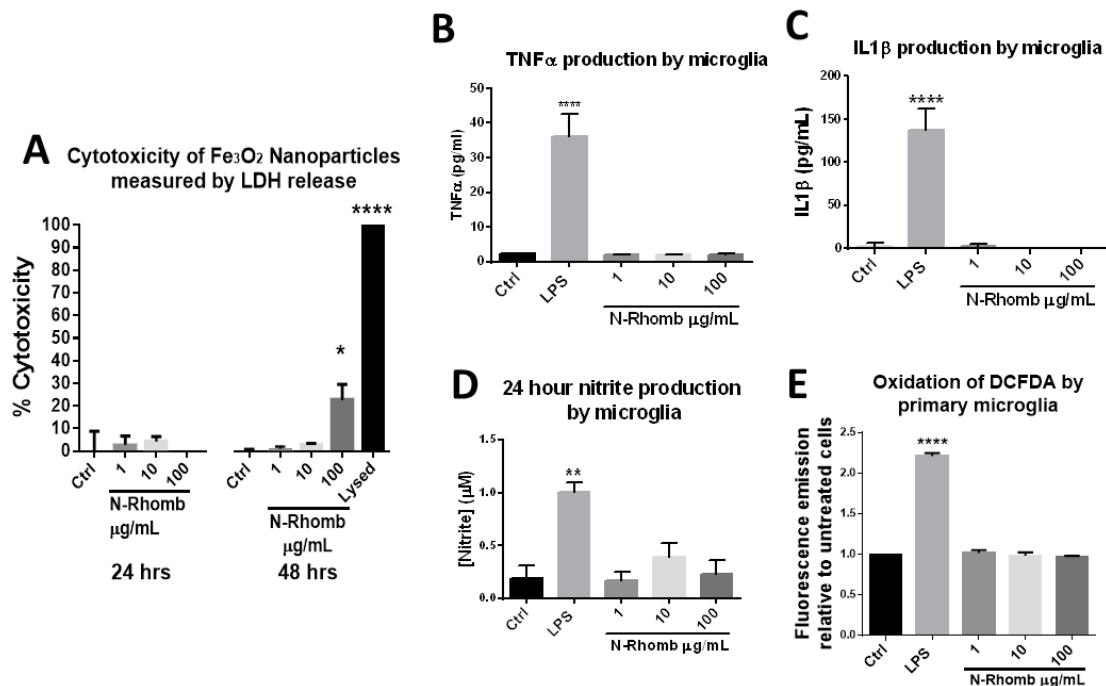 A
Cytotoxicity of Fe₃O₂ Nanoparticles
measured by LDH release
****
% Cytotoxicity
100
90
80
70
60
50
40
30
20
10
0
*
Ctrl 1 10 100 Ctrl 1 10 100 Lysed
N-Rhomb
μg/mL
24 hrs
N-Rhomb
μg/mL
48 hrs
B
TNFα production by microglia
****
TNFα (pg/ml)
50
40
30
20
10
0
Ctrl LPS 1 10 100
N-Rhomb μg/mL
C
IL1β production by microglia
****
IL1β (pg/mL)
200
150
100
50
0
Ctrl LPS 1 10 100
N-Rhomb μg/mL
D
24 hour nitrite production
by microglia
**
[Nitrite] (μM)
1.5
1.0
0.5
0.0
Ctrl LPS 1 10 100
N-Rhomb μg/mL
E
Oxidation of DCFDA by
primary microglia
****
Fluorescence emission
relative to untreated cells
2.5
2.0
1.5
1.0
0.5
0.0
Ctrl LPS 1 10 100
N-Rhomb μg/mL